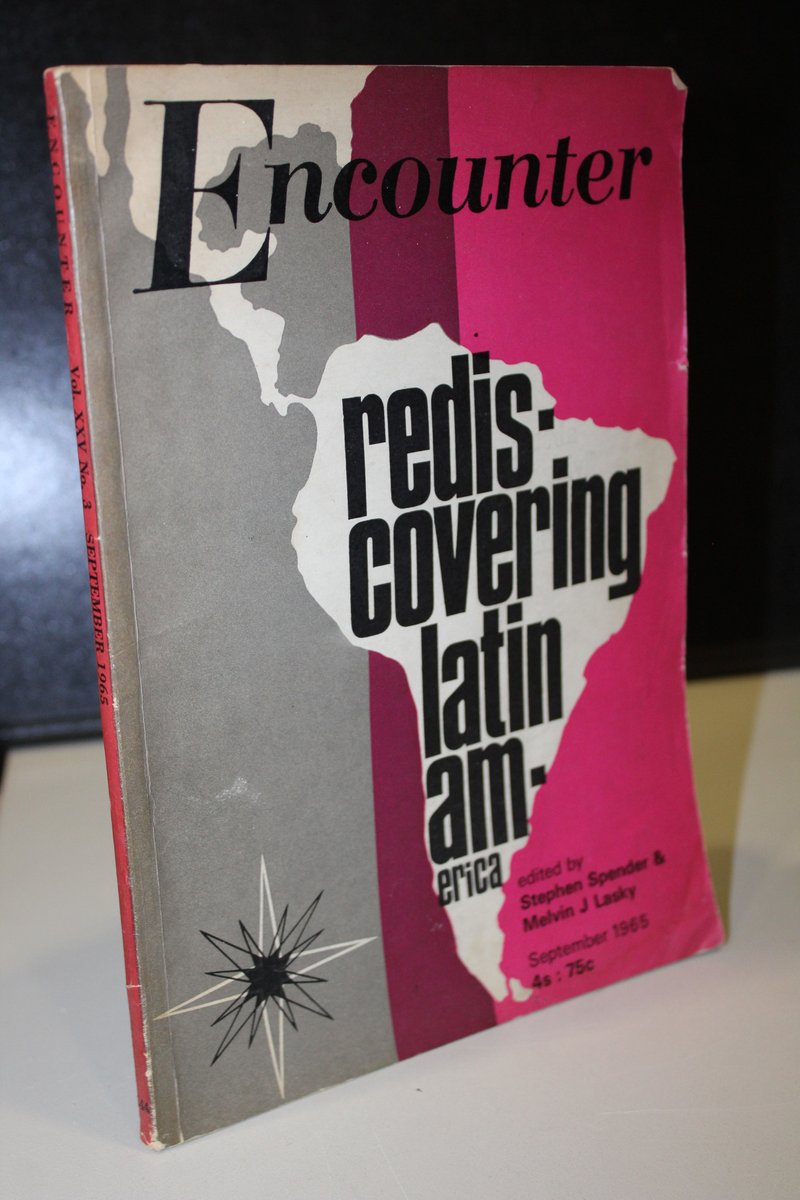 Encounter
redis-
covering
latin
am-
erica
edited by
Stephen Spender &
Melvin J Lasky
September 1965
4s : 75c
ENCOUNTER Vol. XXV No. 3 SEPTEMBER 1965